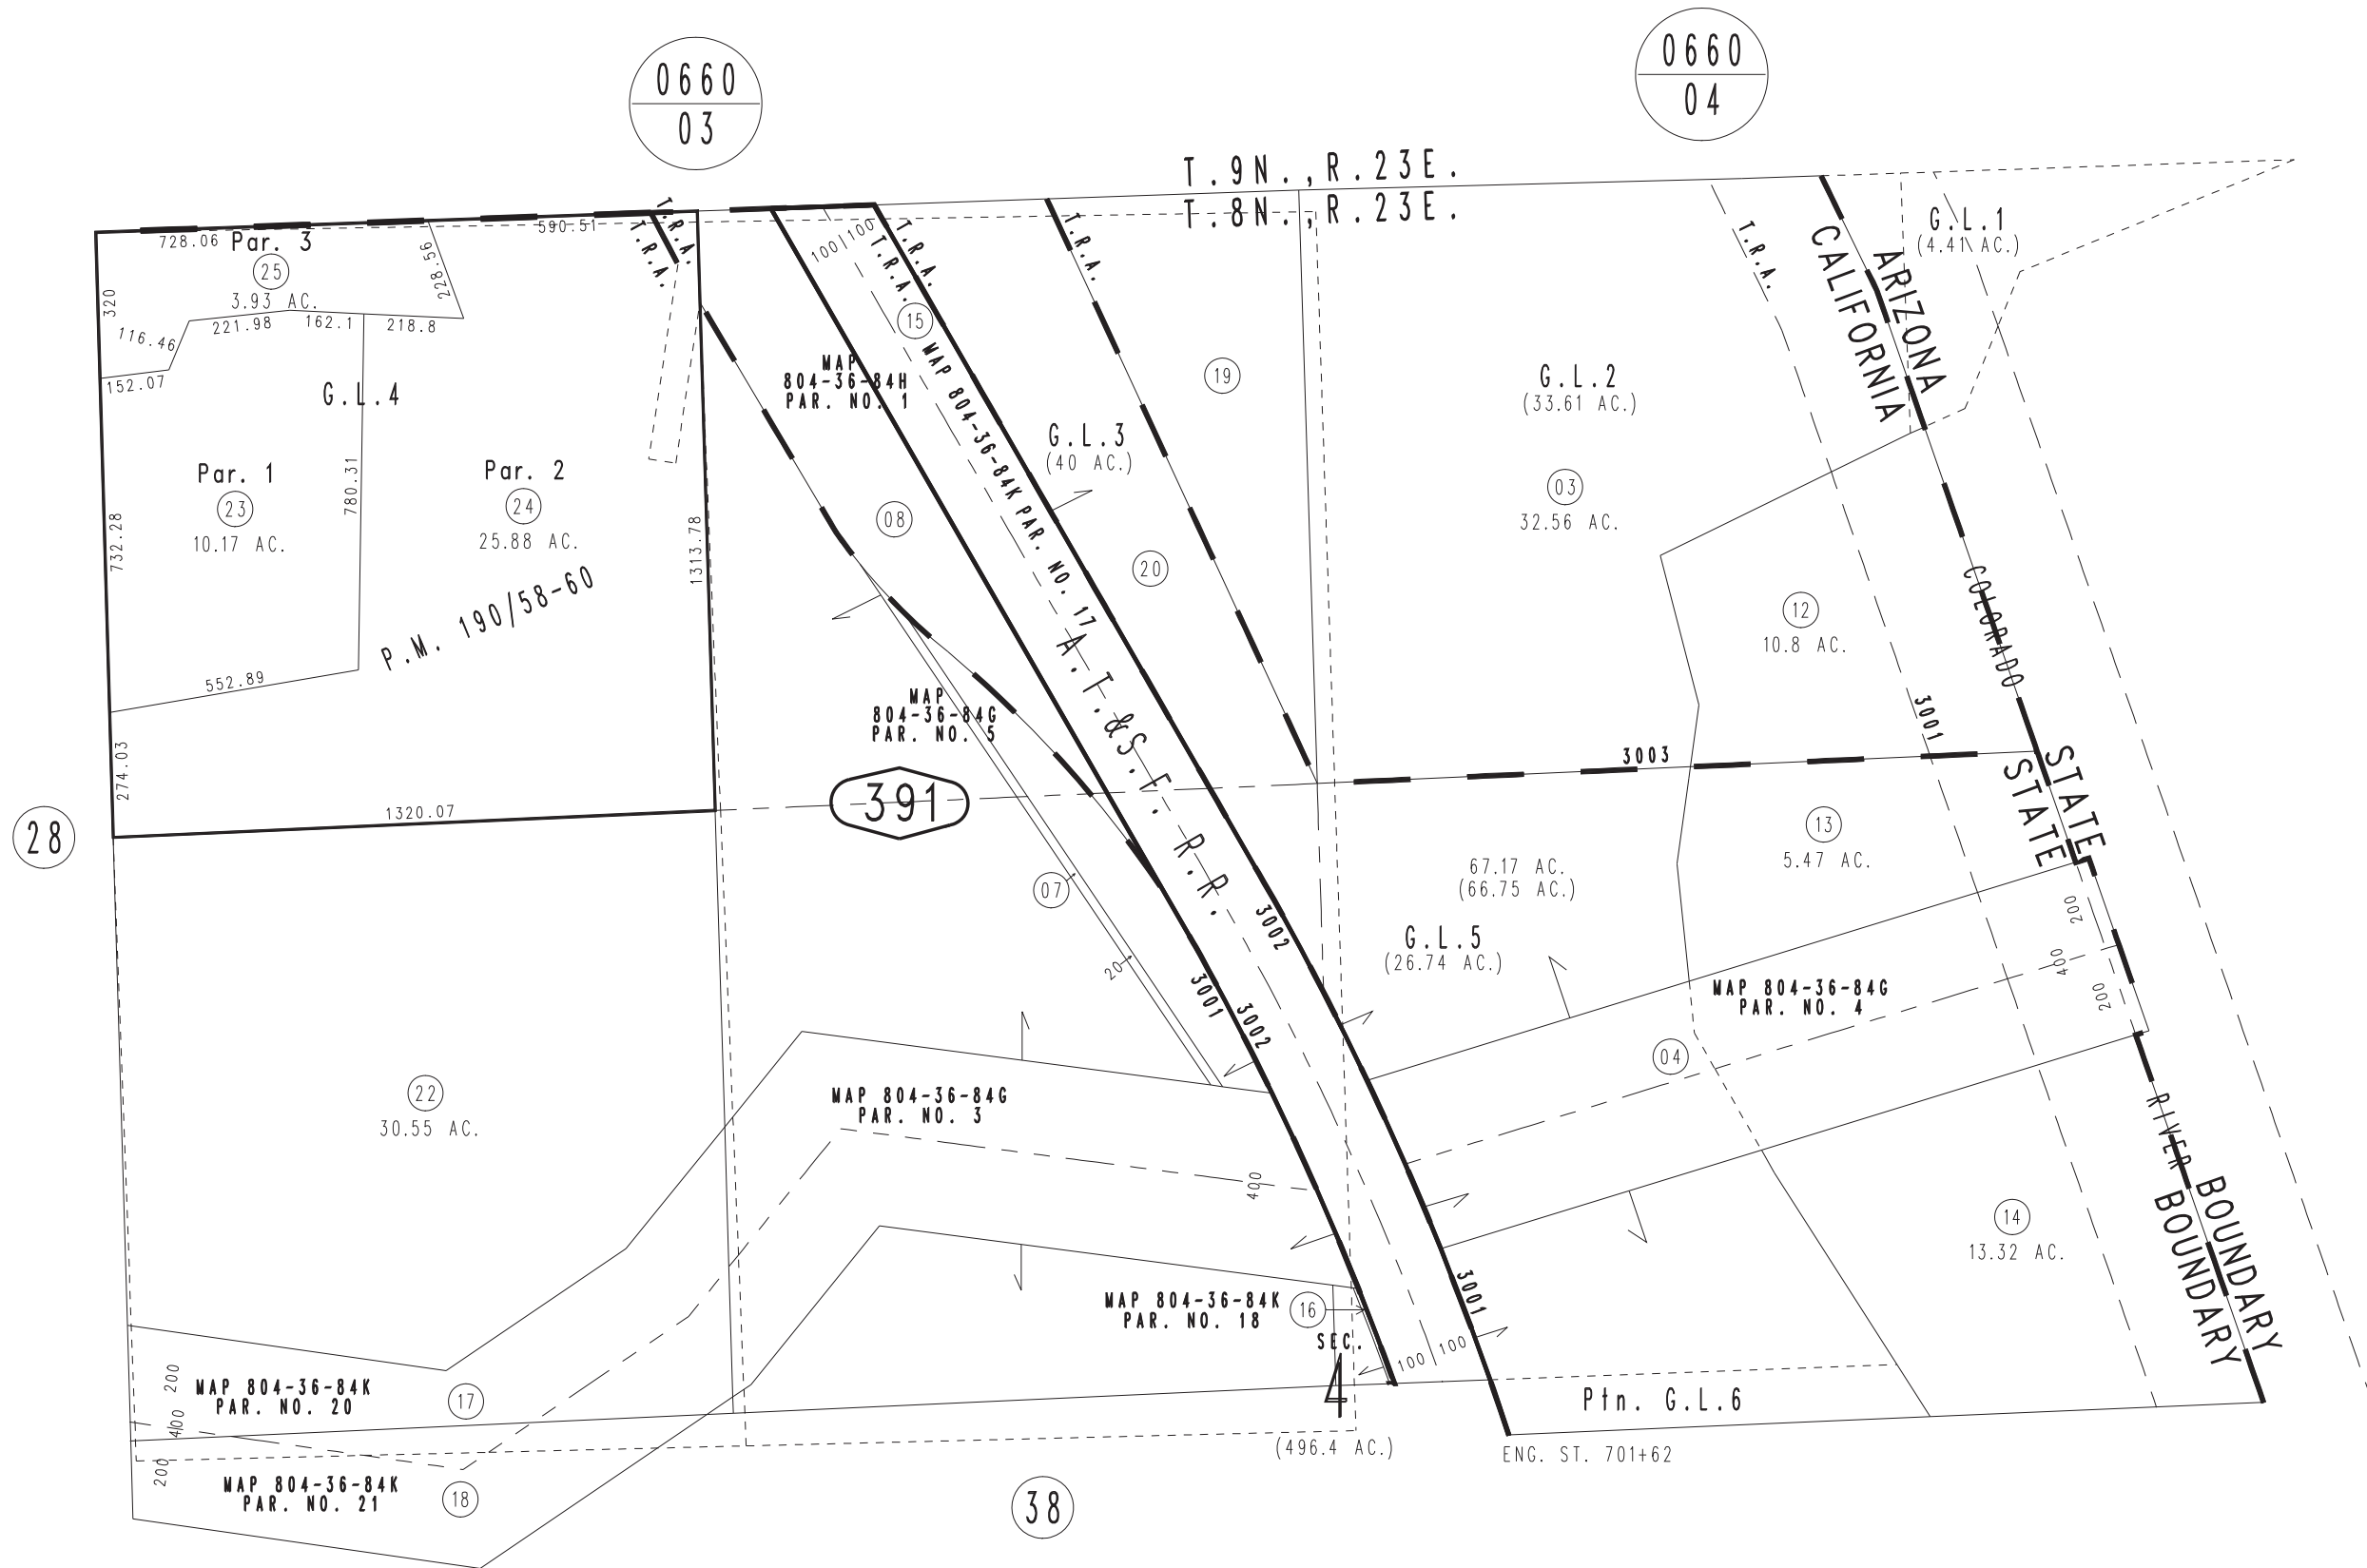 0660
03
0660
04
T.9N.,R.23E.
T.8N.,R.23E.
728.06
Par. 3
25
3.93 AC.
590.51
228.56
320
116.46
221.98
162.1
218.8
152.07
T.R.A.
T.R.A.
100
100
T.R.A.
T.R.A.
T.R.A.
T.R.A.
G.L.1
(4.41 AC.)
CALIFORNIA
ARIZONA
15
MAP 804-36-84K PAR. NO. 17
MAP
804-36-84H
PAR. NO. 1
G.L.4
19
G.L.2
(33.61 AC.)
G.L.3
(40 AC.)
Par. 1
23
10.17 AC.
780.31
Par. 2
24
25.88 AC.
732.28
1313.78
08
20
03
32.56 AC.
P.M. 190/58-60
12
10.8 AC.
COLORADO
552.89
MAP
804-36-84G
PAR. NO. 5
A.T.&S.F. R.R.
3001
3003
STATE
STATE
274.03
1320.07
391
28
13
5.47 AC.
67.17 AC.
(66.75 AC.)
07
3002
G.L.5
(26.74 AC.)
200
400
200
20
3001
3002
MAP 804-36-84G
PAR. NO. 4
04
22
30.55 AC.
MAP 804-36-84G
PAR. NO. 3
400
RIVER
BOUNDARY
BOUNDARY
14
13.32 AC.
3001
MAP 804-36-84K
PAR. NO. 18
16
SEC.
4
100
100
200
400
200
MAP 804-36-84K
PAR. NO. 20
17
Ptn. G.L.6
(496.4 AC.)
ENG. ST. 701+62
MAP 804-36-84K
PAR. NO. 21
18
38